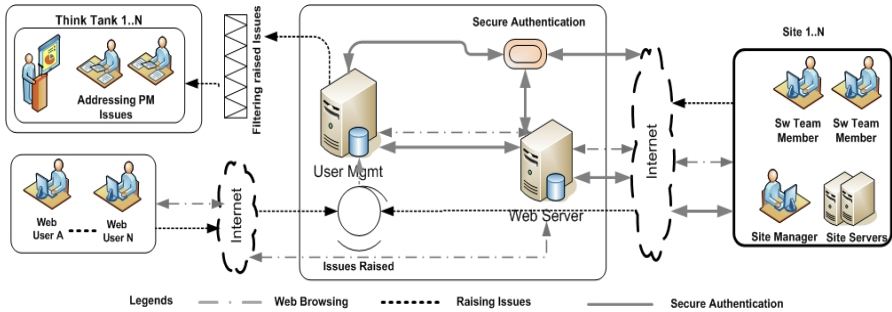 Think Tank 1..N
Addressing PM
Issues
Filtering raised Issues
Secure Authentication
User Mgmt
Web Server
Issues Raised
Internet
Site 1..N
Sw Team
Member
Sw Team
Member
Site Manager
Site Servers
Web
User A
Web
User N
Internet
Legends
Web Browsing
Raising Issues
Secure Authentication